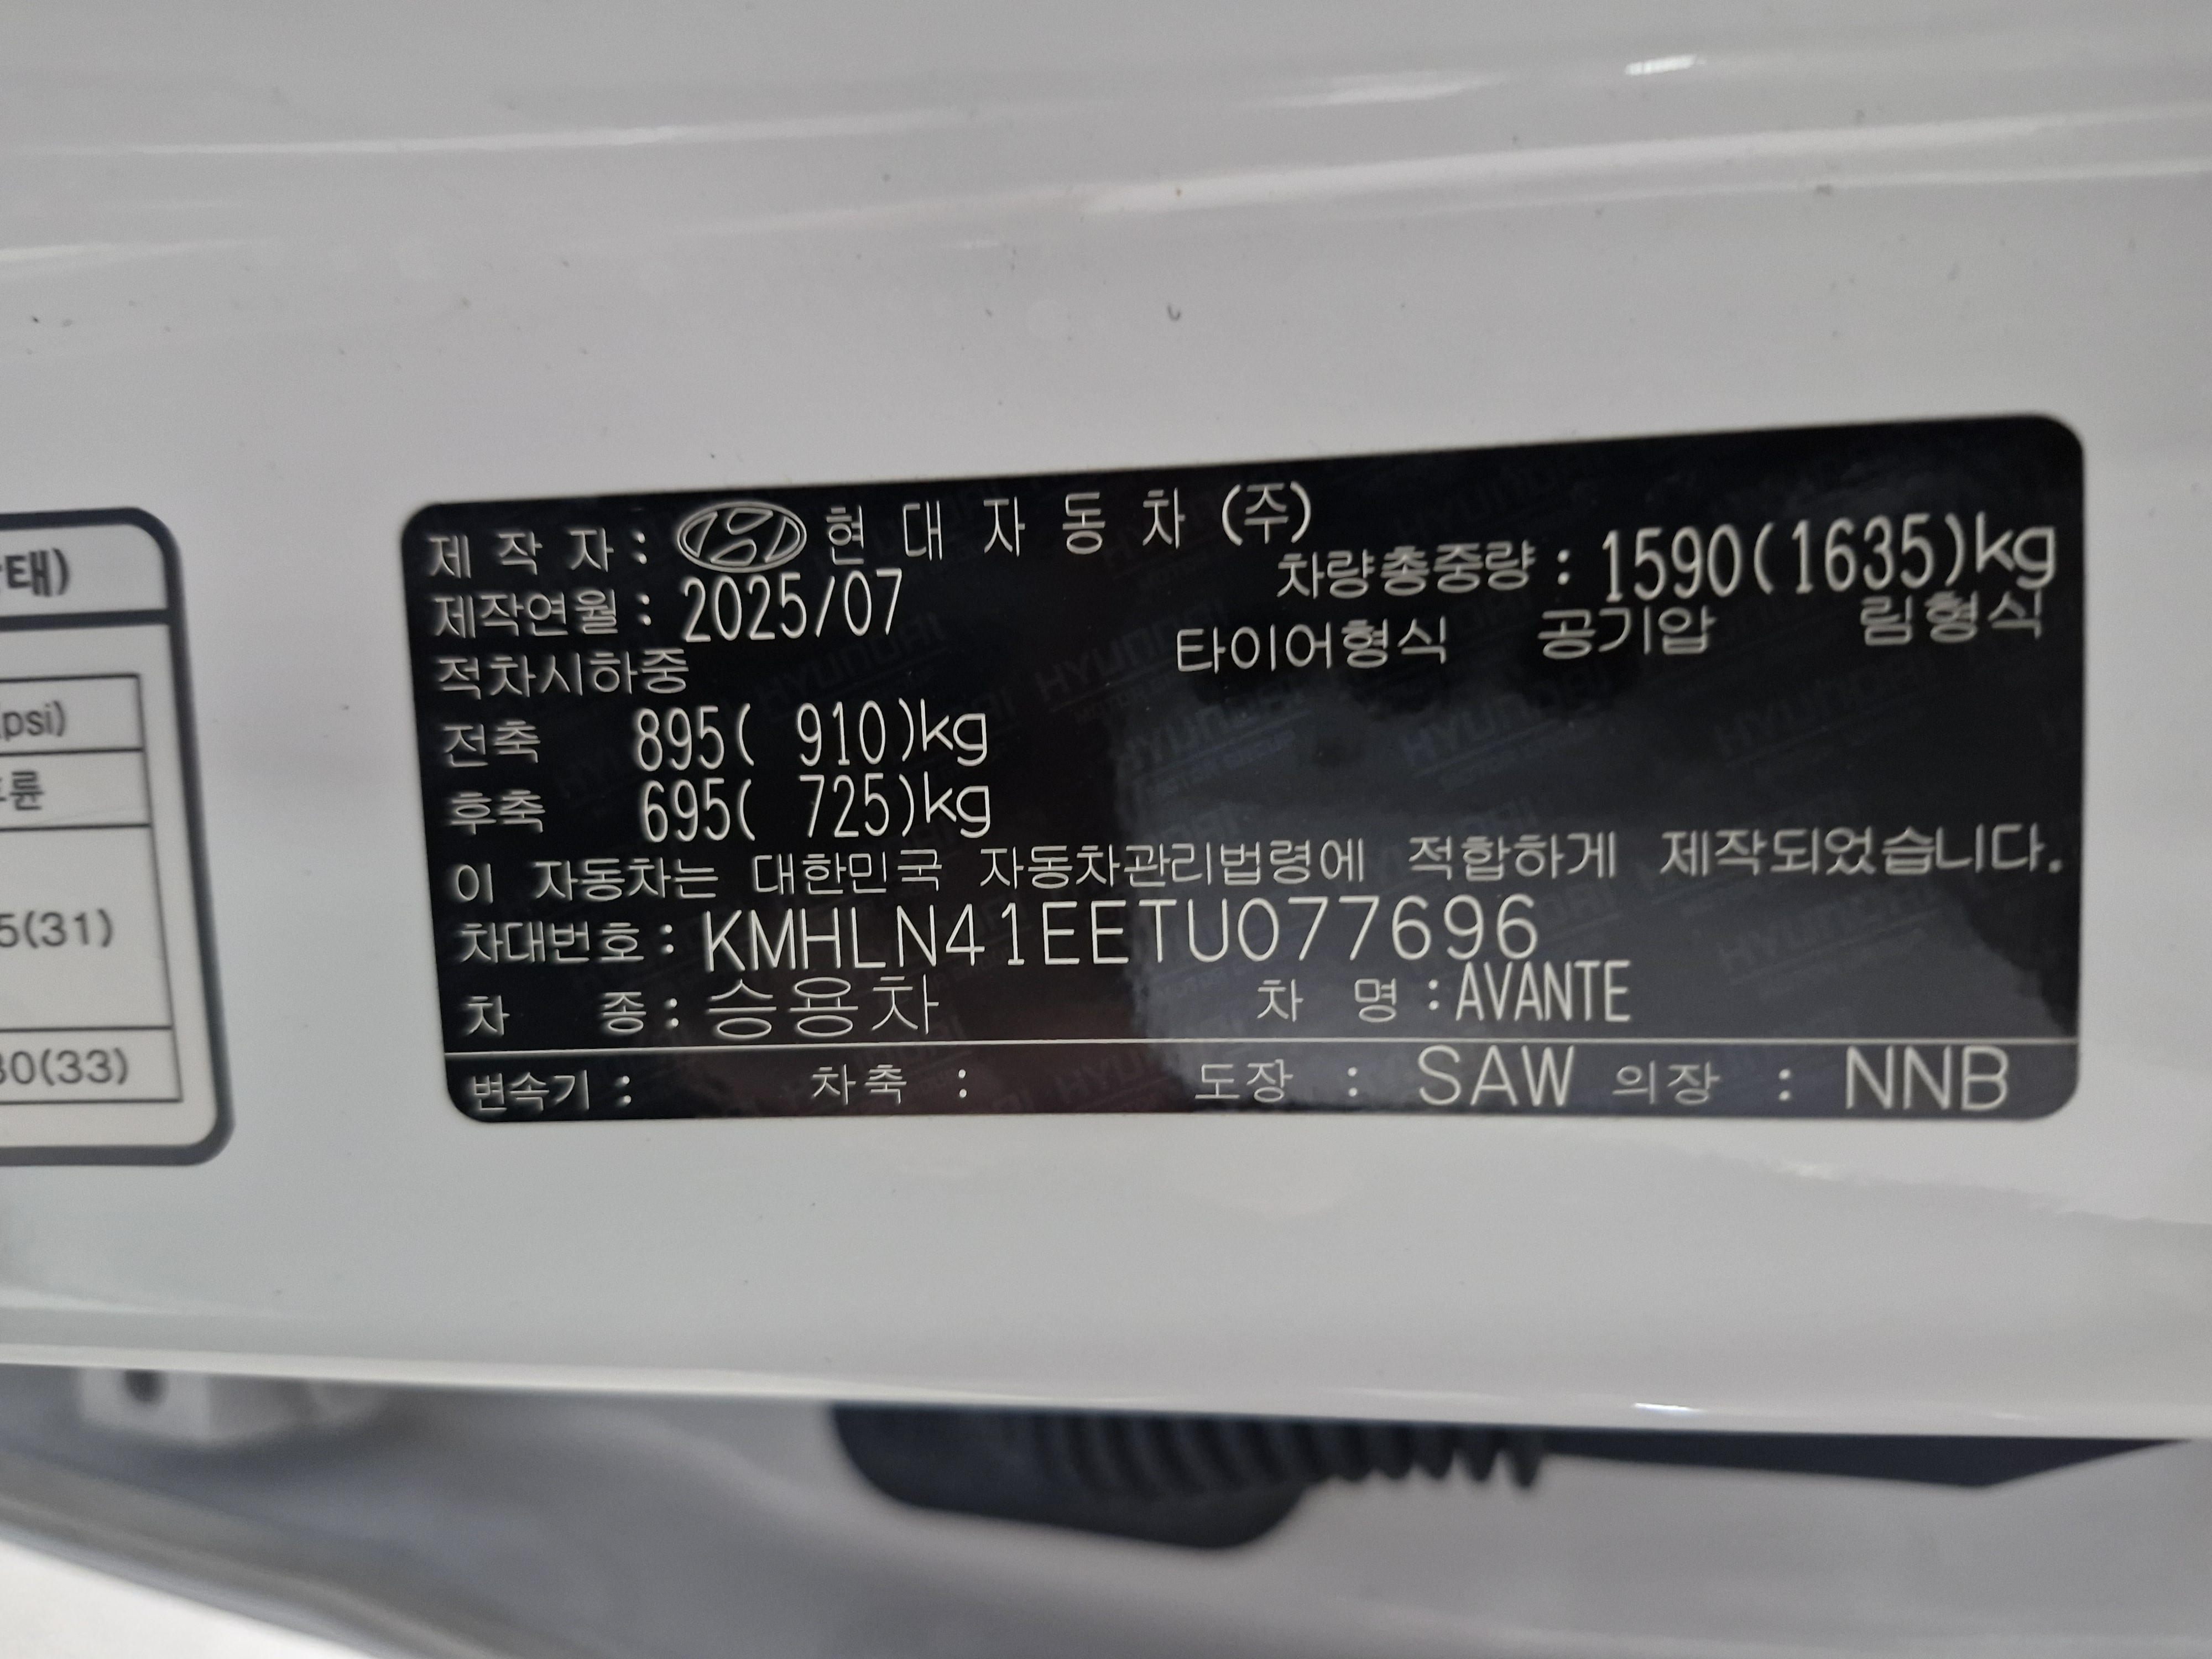 태)
psi)
륜
5(31)
30(33)
제 작 자 : 현 대 자 동 차 (주)
제작연월 : 2025/07 차량총중량 : 1590(1635)kg
적차시하중 타이어형식 공기압 림형식
전축 895( 910)kg
후축 695( 725)kg
이 자동차는 대한민국 자동차관리법령에 적합하게 제작되었습니다.
차대번호 : KMHLN41EETU077696
차 종 : 승용차 차 명 : AVANTE
변속기 : 차축 : 도장 : SAW 의장 : NNB